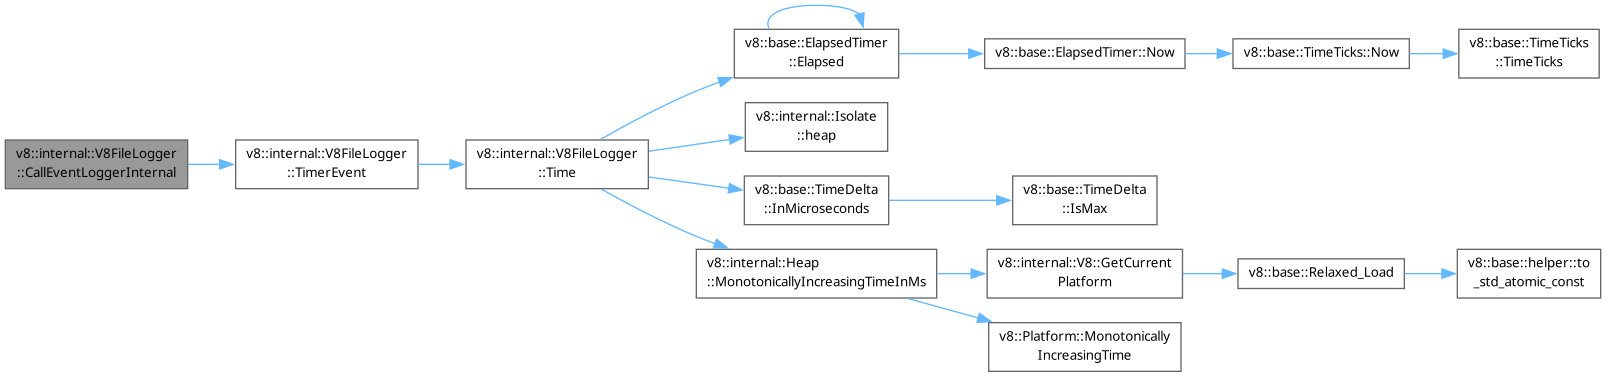 v8::internal::V8FileLogger
::CallEventLoggerInternal
v8::internal::V8FileLogger
::TimerEvent
v8::internal::V8FileLogger
::Time
v8::base::ElapsedTimer
::Elapsed
v8::base::ElapsedTimer::Now
v8::base::TimeTicks::Now
v8::base::TimeTicks
::TimeTicks
v8::internal::Isolate
::heap
v8::base::TimeDelta
::InMicroseconds
v8::base::TimeDelta
::IsMax
v8::internal::Heap
::MonotonicallyIncreasingTimeInMs
v8::internal::V8::GetCurrent
Platform
v8::base::Relaxed_Load
v8::base::helper::to
_std_atomic_const
v8::Platform::Monotonically
IncreasingTime